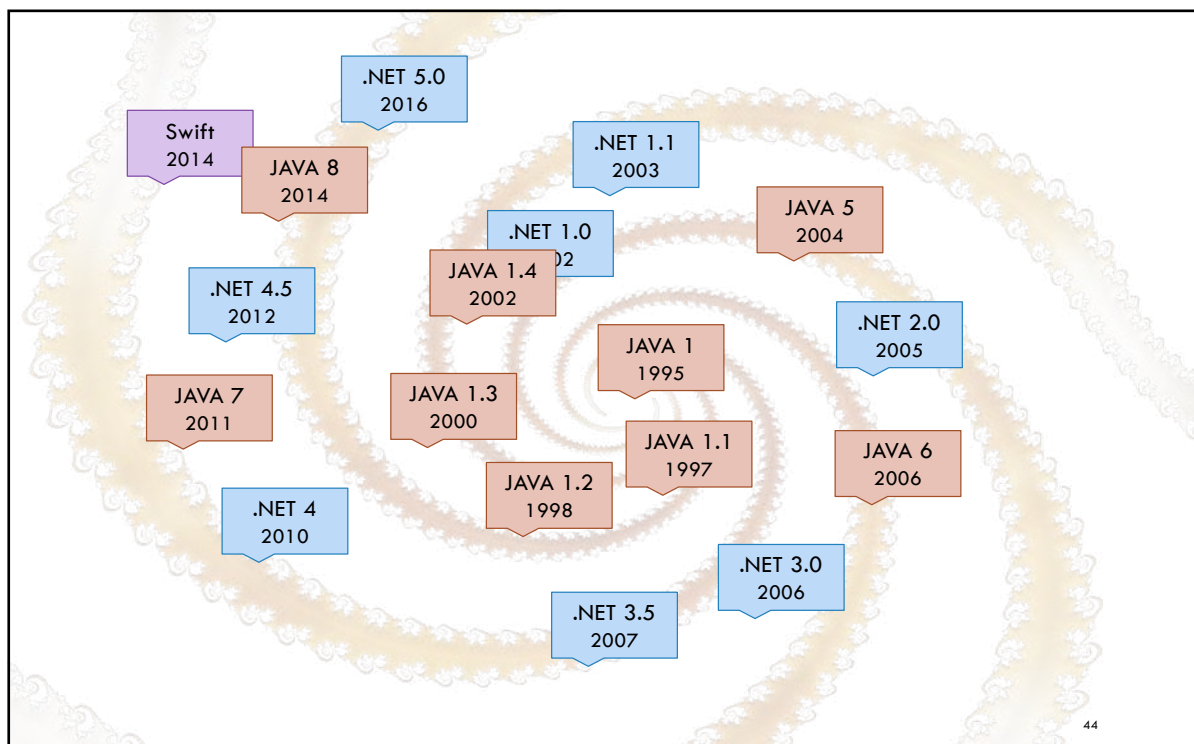 .NET 5.0
2016
Swift
2014
JAVA 8
2014
.NET 1.1
2003
JAVA 5
2004
.NET 1.0
02
JAVA 1.4
2002
.NET 4.5
2012
.NET 2.0
2005
JAVA 1
1995
JAVA 7
2011
JAVA 1.3
2000
JAVA 1.1
1997
JAVA 6
2006
JAVA 1.2
1998
.NET 4
2010
.NET 3.0
2006
.NET 3.5
2007
44